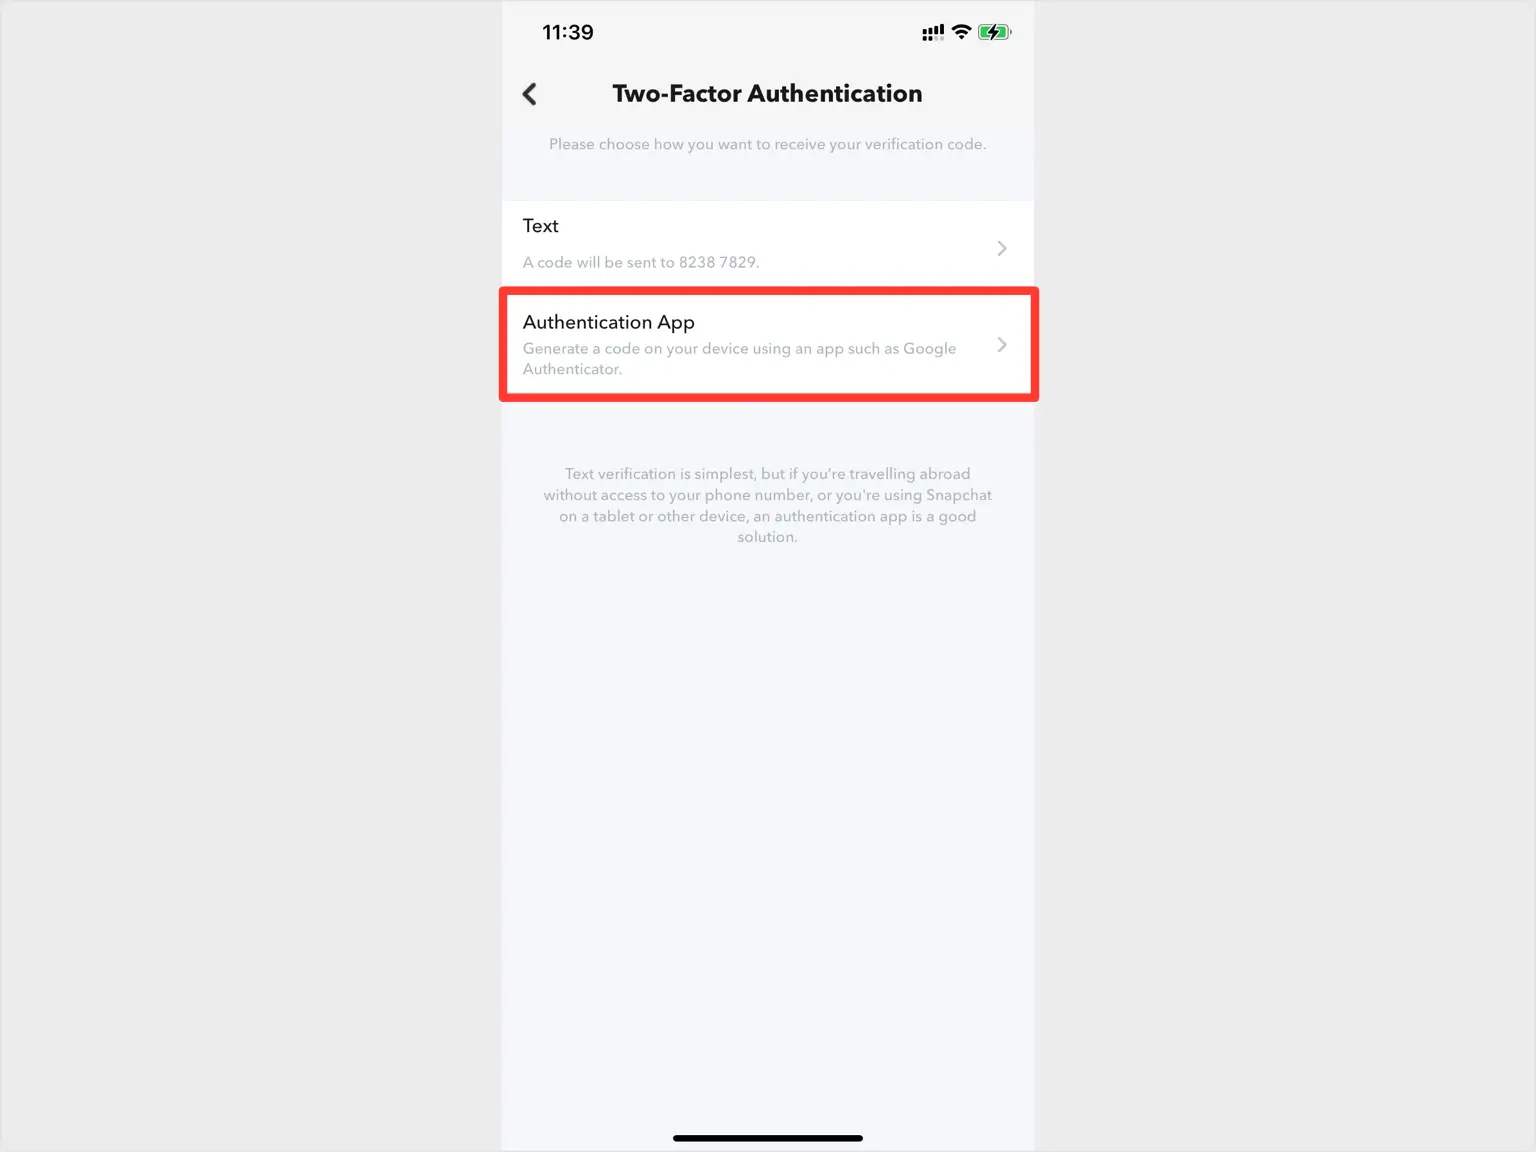 11:39
Two-Factor Authentication
Please choose how you want to receive your verification code.
Text
A code will be sent to 8238 7829.
Authentication App
Generate a code on your device using an app such as Google
Authenticator.
Text verification is simplest, but if you’re travelling abroad
without access to your phone number, or you're using Snapchat
on a tablet or other device, an authentication app is a good
solution.